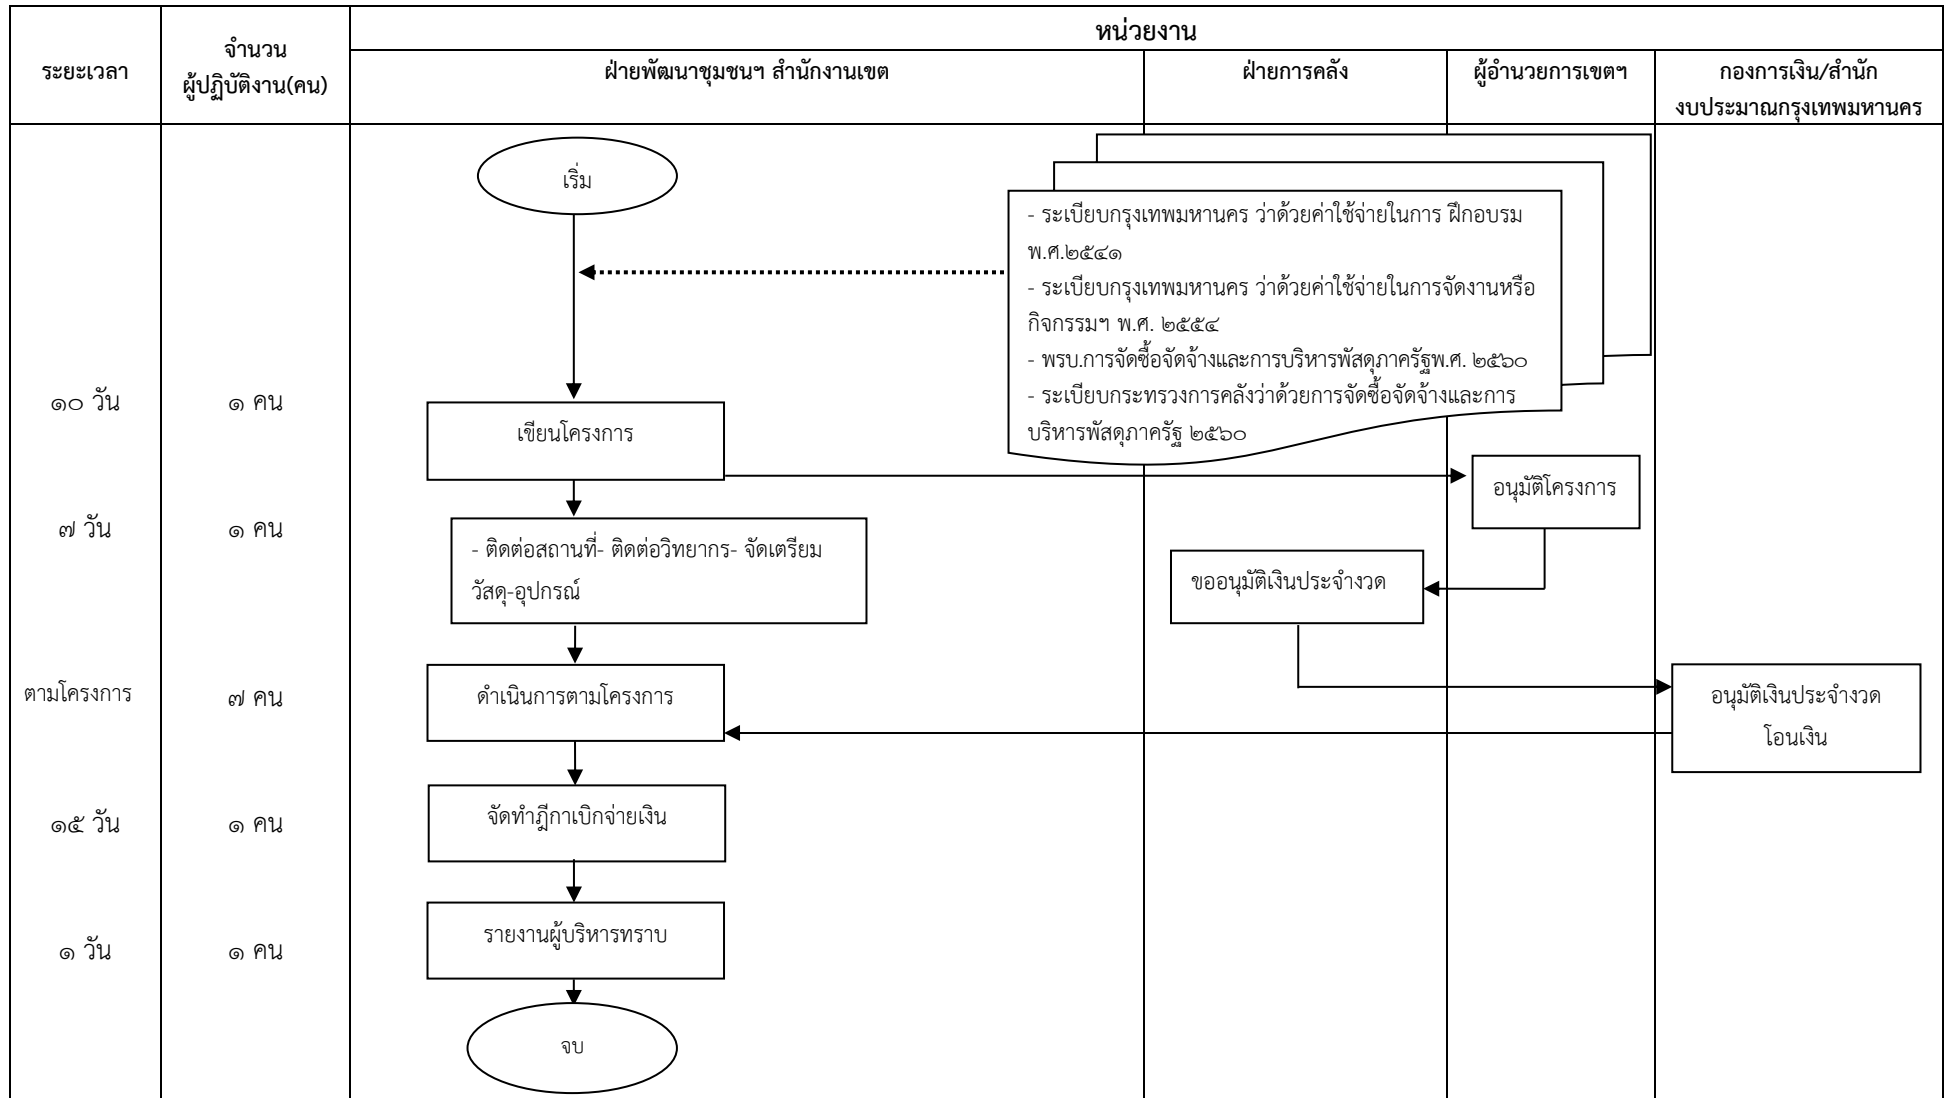 หน่วยงาน
ระยะเวลา
จำนวน
ผู้ปฏิบัติงาน(คน)
ฝ่ายพัฒนาชุมชนฯ สำนักงานเขต
ฝ่ายการคลัง
ผู้อำนวยการเขตฯ
กองการเงิน/สำนัก
งบประมาณกรุงเทพมหานคร
เริ่ม
- ระเบียบกรุงเทพมหานคร ว่าด้วยค่าใช้จ่ายในการ ฝึกอบรม
พ.ศ.๒๕๔๑
- ระเบียบกรุงเทพมหานคร ว่าด้วยค่าใช้จ่ายในการจัดงานหรือ
กิจกรรมฯ พ.ศ. ๒๕๕๔
- พรบ.การจัดซื้อจัดจ้างและการบริหารพัสดุภาครัฐพ.ศ. ๒๕๖๐
- ระเบียบกระทรวงการคลังว่าด้วยการจัดซื้อจัดจ้างและการ
บริหารพัสดุภาครัฐ ๒๕๖๐
๑๐ วัน
๑ คน
เขียนโครงการ
อนุมัติโครงการ
๗ วัน
๑ คน
- ติดต่อสถานที่- ติดต่อวิทยากร- จัดเตรียม
วัสดุ-อุปกรณ์
ขออนุมัติเงินประจำงวด
ตามโครงการ
๗ คน
ดำเนินการตามโครงการ
อนุมัติเงินประจำงวด
โอนเงิน
๑๕ วัน
๑ คน
จัดทำฎีกาเบิกจ่ายเงิน
๑ วัน
๑ คน
รายงานผู้บริหารทราบ
จบ